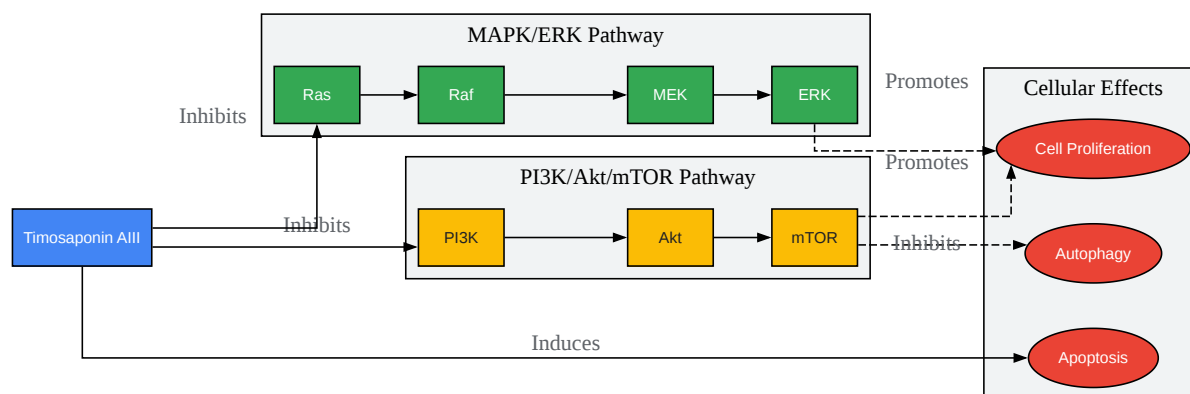 MAPK/ERK Pathway
Ras
Raf
MEK
ERK
Promotes
Cellular Effects
Inhibits
Cell Proliferation
Promotes
PI3K/Akt/mTOR Pathway
Timosaponin AIII
Inhibits
PI3K
Akt
mTOR
Inhibits
Autophagy
Induces
Apoptosis